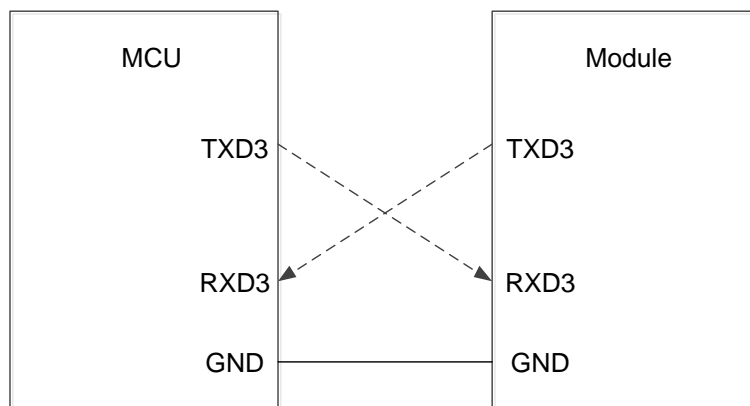 MCU
Module
TXD3
TXD3
RXD3
RXD3
GND
GND